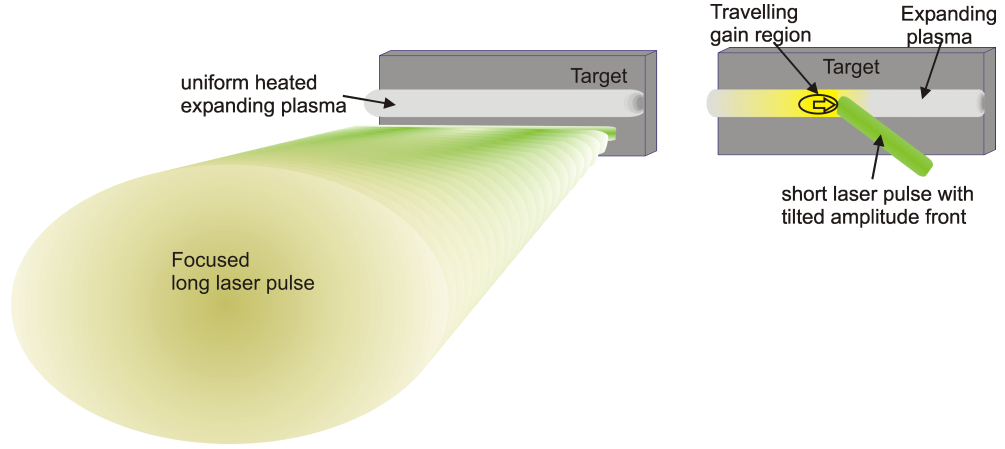 uniform heated
expanding plasma
Target
Focused
long laser pulse
Travelling
gain region
Expanding
plasma
Target
short laser pulse with
tilted amplitude front